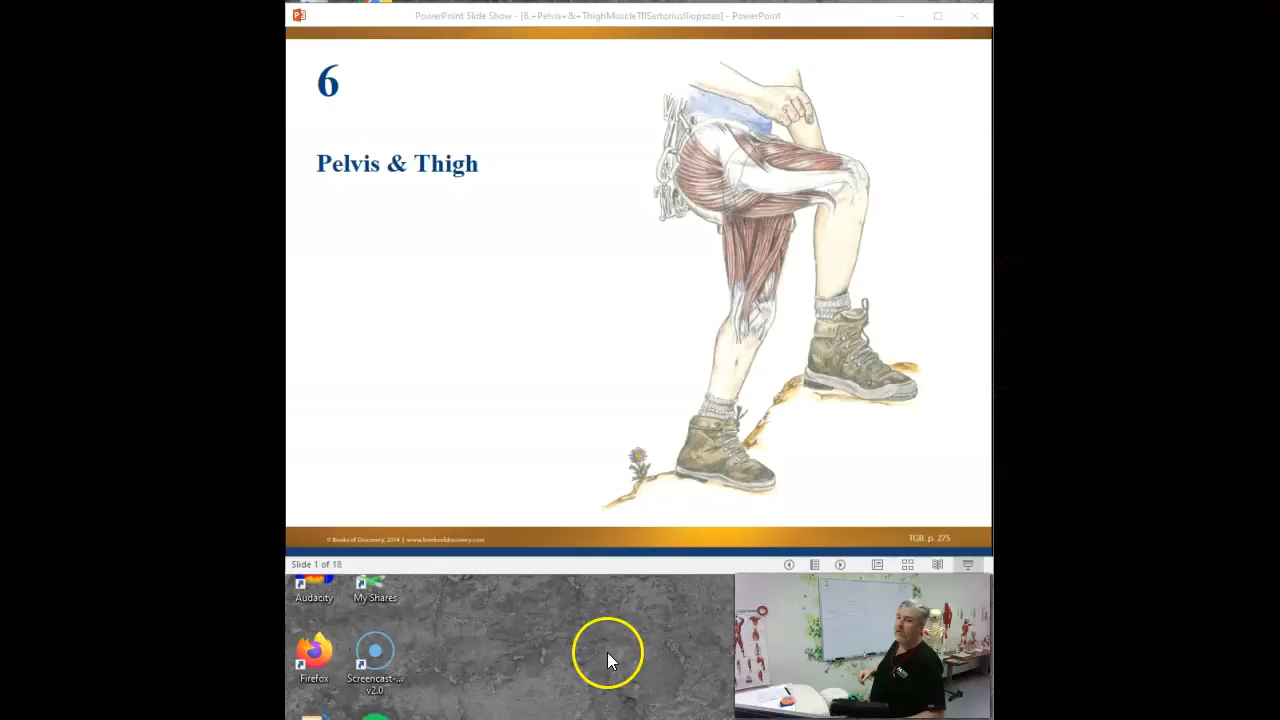 PowerPoint Slide Show - [6.+Pelvis+&+ThighMuscleTflSartoriusIliopsoas] - PowerPoint
6
Pelvis & Thigh
© Books of Discovery, 2014 | www.booksofdiscovery.com
TGB. p. 275
Slide 1 of 18
Audacity
My Shares
Firefox
Screencast-...
v2.0